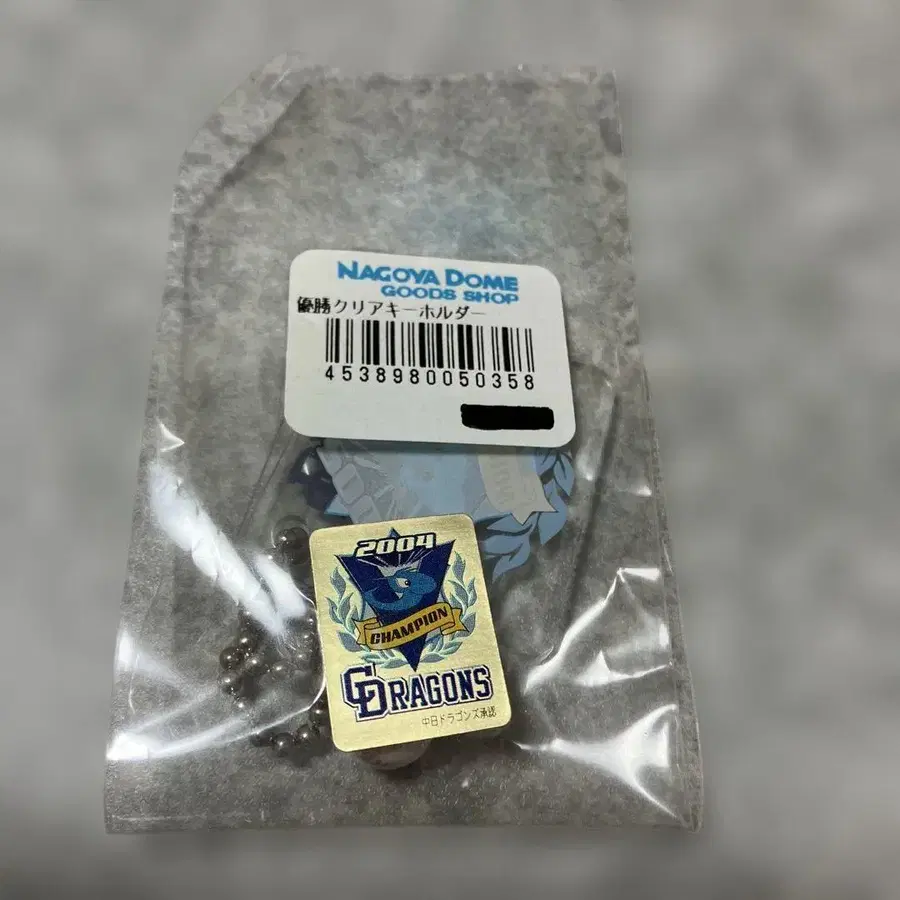 NAGOYA DOME
GOODS SHOP
優勝クリアキーホルダー
4538980050358
2004
CHAMPION
DRAGONS
中日ドラゴンズ承認